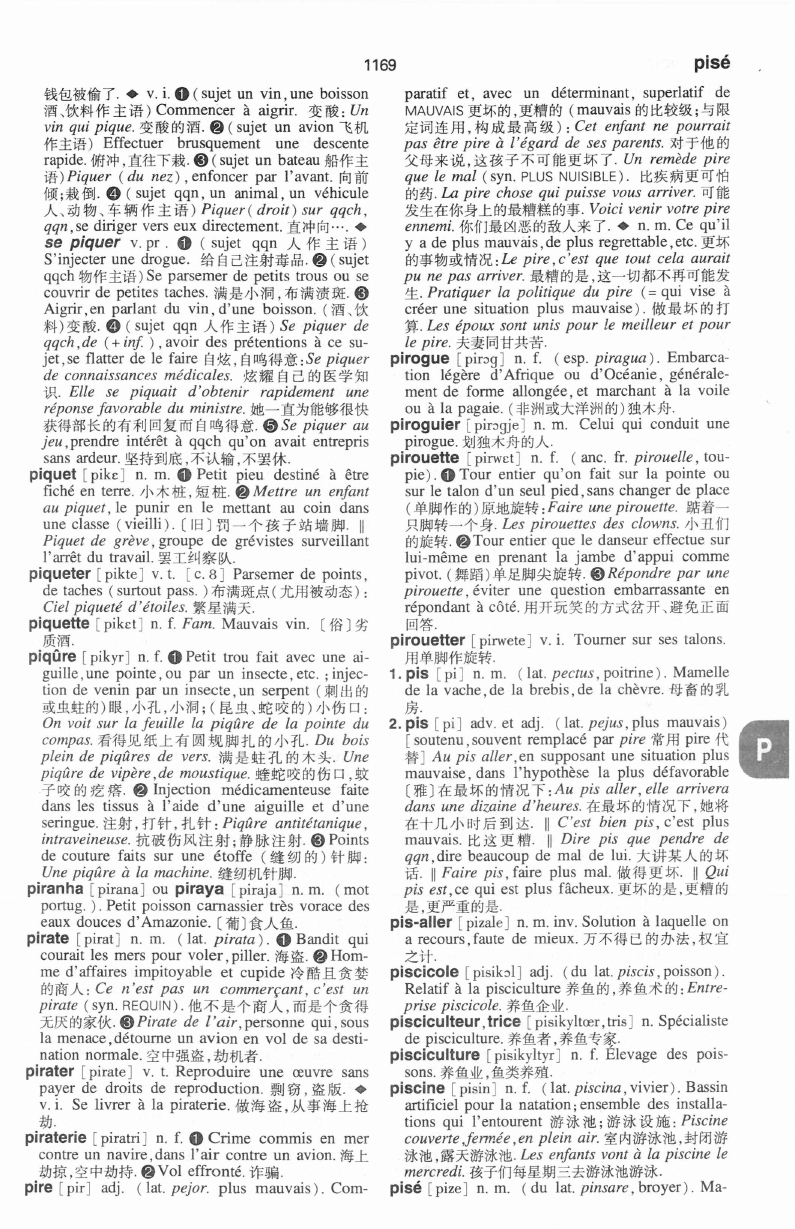 1169
pisé
钱包被偷了. ◆ v. i. ❶ ( sujet un vin, une boisson
酒、饮料作主语) Commencer à aigrir. 变酸: Un
vin qui pique. 变酸的酒. ❷ ( sujet un avion 飞机
作主语) Effectuer brusquement une descente
rapide. 俯冲,直往下栽. ❸ (sujet un bateau 船作主
语) Piquer ( du nez), enfoncer par l'avant. 向前
倾;栽倒. ❹ ( sujet qqn, un animal, un véhicule
人、动物、车辆作主语) Piquer( droit) sur qqch,
qqn, se diriger vers eux directement. 直冲向…. ◆
se piquer v. pr. ❶ ( sujet qqn 人作主语)
S'injecter une drogue. 给自己注射毒品. ❷ ( sujet
qqch 物作主语) Se parsemer de petits trous ou se
couvrir de petites taches. 满是小洞,布满渍斑. ❸
Aigrir, en parlant du vin, d'une boisson. (酒、饮
料)变酸. ❹ ( sujet qqn 人作主语) Se piquer de
qqch, de (+ inf. ), avoir des prétentions à ce su-
jet, se flatter de le faire 自炫,自鸣得意: Se piquer
de connaissances médicales. 炫耀自己的医学知
识. Elle se piquait d'obtenir rapidement une
réponse favorable du ministre. 她一直为能够很快
获得部长的有利回复而自鸣得意. ❺ Se piquer au
jeu, prendre intérêt à qqch qu'on avait entrepris
sans ardeur. 坚持到底,不认输,不罢休.
piquet [pikɛ] n. m. ❶ Petit pieu destiné à être
fiché en terre. 小木桩,短桩. ❷ Mettre un enfant
au piquet, le punir en le mettant au coin dans
une classe (vieilli). 〔旧〕罚一个孩子站墙脚. ‖
Piquet de grève, groupe de grévistes surveillant
l'arrêt du travail. 罢工纠察队.
piqueter [pikte] v. t. [c. 8] Parsemer de points,
de taches (surtout pass. )布满斑点(尤用被动态):
Ciel piqueté d'étoiles. 繁星满天.
piquette [pikɛt] n. f. Fam. Mauvais vin. 〔俗〕劣
质酒.
piqûre [pikyr] n. f. ❶ Petit trou fait avec une ai-
guille, une pointe, ou par un insecte, etc. ; injec-
tion de venin par un insecte, un serpent (刺出的
或虫蛀的)眼,小孔,小洞;(昆虫、蛇咬的)小伤口:
On voit sur la feuille la piqûre de la pointe du
compas. 看得见纸上有圆规脚扎的小孔. Du bois
plein de piqûres de vers. 满是蛀孔的木头. Une
piqûre de vipère, de moustique. 蝰蛇咬的伤口,蚊
子咬的疙瘩. ❷ Injection médicamenteuse faite
dans les tissus à l'aide d'une aiguille et d'une
seringue. 注射,打针,扎针: Piqûre antitétanique,
intraveineuse. 抗破伤风注射;静脉注射. ❸ Points
de couture faits sur une étoffe (缝纫的)针脚:
Une piqûre à la machine. 缝纫机针脚.
piranha [pirana] ou piraya [piraja] n. m. (mot
portug. ). Petit poisson carnassier très vorace des
eaux douces d'Amazonie. 〔葡〕食人鱼.
pirate [pirat] n. m. (lat. pirata). ❶ Bandit qui
courait les mers pour voler, piller. 海盗. ❷ Hom-
me d'affaires impitoyable et cupide 冷酷且贪婪
的商人: Ce n'est pas un commerçant, c'est un
pirate (syn. REQUIN). 他不是个商人,而是个贪得
无厌的家伙. ❸ Pirate de l'air, personne qui, sous
la menace, détourne un avion en vol de sa desti-
nation normale. 空中强盗,劫机者.
pirater [pirate] v. t. Reproduire une œuvre sans
payer de droits de reproduction. 剽窃,盗版. ◆
v. i. Se livrer à la piraterie. 做海盗,从事海上抢
劫.
piraterie [piratri] n. f. ❶ Crime commis en mer
contre un navire, dans l'air contre un avion. 海上
劫掠,空中劫持. ❷ Vol effronté. 诈骗.
pire [pir] adj. (lat. pejor. plus mauvais). Com-
paratif et, avec un déterminant, superlatif de
MAUVAIS 更坏的,更糟的 (mauvais 的比较级;与限
定词连用,构成最高级): Cet enfant ne pourrait
pas être pire à l'égard de ses parents. 对于他的
父母来说,这孩子不可能更坏了. Un remède pire
que le mal (syn. PLUS NUISIBLE). 比疾病更可怕
的药. La pire chose qui puisse vous arriver. 可能
发生在你身上的最糟糕的事. Voici venir votre pire
ennemi. 你们最凶恶的敌人来了. ◆ n. m. Ce qu'il
y a de plus mauvais, de plus regrettable, etc. 更坏
的事物或情况: Le pire, c'est que tout cela aurait
pu ne pas arriver. 最糟的是,这一切都不再可能发
生. Pratiquer la politique du pire (= qui vise à
créer une situation plus mauvaise). 做最坏的打
算. Les époux sont unis pour le meilleur et pour
le pire. 夫妻同甘共苦.
pirogue [pirɔg] n. f. (esp. piragua). Embarca-
tion légère d'Afrique ou d'Océanie, générale-
ment de forme allongée, et marchant à la voile
ou à la pagaie. (非洲或大洋洲的)独木舟.
piroguier [pirɔgje] n. m. Celui qui conduit une
pirogue. 划独木舟的人.
pirouette [pirwɛt] n. f. (anc. fr. pirouelle, tou-
pie). ❶ Tour entier qu'on fait sur la pointe ou
sur le talon d'un seul pied, sans changer de place
(单脚作的)原地旋转: Faire une pirouette. 踮着一
只脚转一个身. Les pirouettes des clowns. 小丑们
的旋转. ❷ Tour entier que le danseur effectue sur
lui-même en prenant la jambe d'appui comme
pivot. (舞蹈)单足脚尖旋转. ❸ Répondre par une
pirouette, éviter une question embarrassante en
répondant à côté. 用开玩笑的方式岔开、避免正面
回答.
pirouetter [pirwete] v. i. Tourner sur ses talons.
用单脚作旋转.
1. pis [pi] n. m. (lat. pectus, poitrine). Mamelle
de la vache, de la brebis, de la chèvre. 母畜的乳
房.
2. pis [pi] adv. et adj. (lat. pejus, plus mauvais)
[soutenu, souvent remplacé par pire 常用 pire 代
替] Au pis aller, en supposant une situation plus
mauvaise, dans l'hypothèse la plus défavorable
〔雅〕在最坏的情况下: Au pis aller, elle arrivera
dans une dizaine d'heures. 在最坏的情况下,她将
在十几小时后到达. ‖ C'est bien pis, c'est plus
mauvais. 比这更糟. ‖ Dire pis que pendre de
qqn, dire beaucoup de mal de lui. 大讲某人的坏
话. ‖ Faire pis, faire plus mal. 做得更坏. ‖ Qui
pis est, ce qui est plus fâcheux. 更坏的是,更糟的
是,更严重的是.
pis-aller [pizale] n. m. inv. Solution à laquelle on
a recours, faute de mieux. 万不得已的办法,权宜
之计.
piscicole [pisikɔl] adj. (du lat. piscis, poisson).
Relatif à la pisciculture 养鱼的,养鱼术的: Entre-
prise piscicole. 养鱼企业.
pisciculteur, trice [pisikyltœr, tris] n. Spécialiste
de pisciculture. 养鱼者,养鱼专家.
pisciculture [pisikyltyr] n. f. Élevage des pois-
sons. 养鱼业,鱼类养殖.
piscine [pisin] n. f. (lat. piscina, vivier). Bassin
artificiel pour la natation; ensemble des installa-
tions qui l'entourent 游泳池;游泳设施: Piscine
couverte, fermée, en plein air. 室内游泳池,封闭游
泳池,露天游泳池. Les enfants vont à la piscine le
mercredi. 孩子们每星期三去游泳池游泳.
pisé [pize] n. m. (du lat. pinsare, broyer). Ma-
P